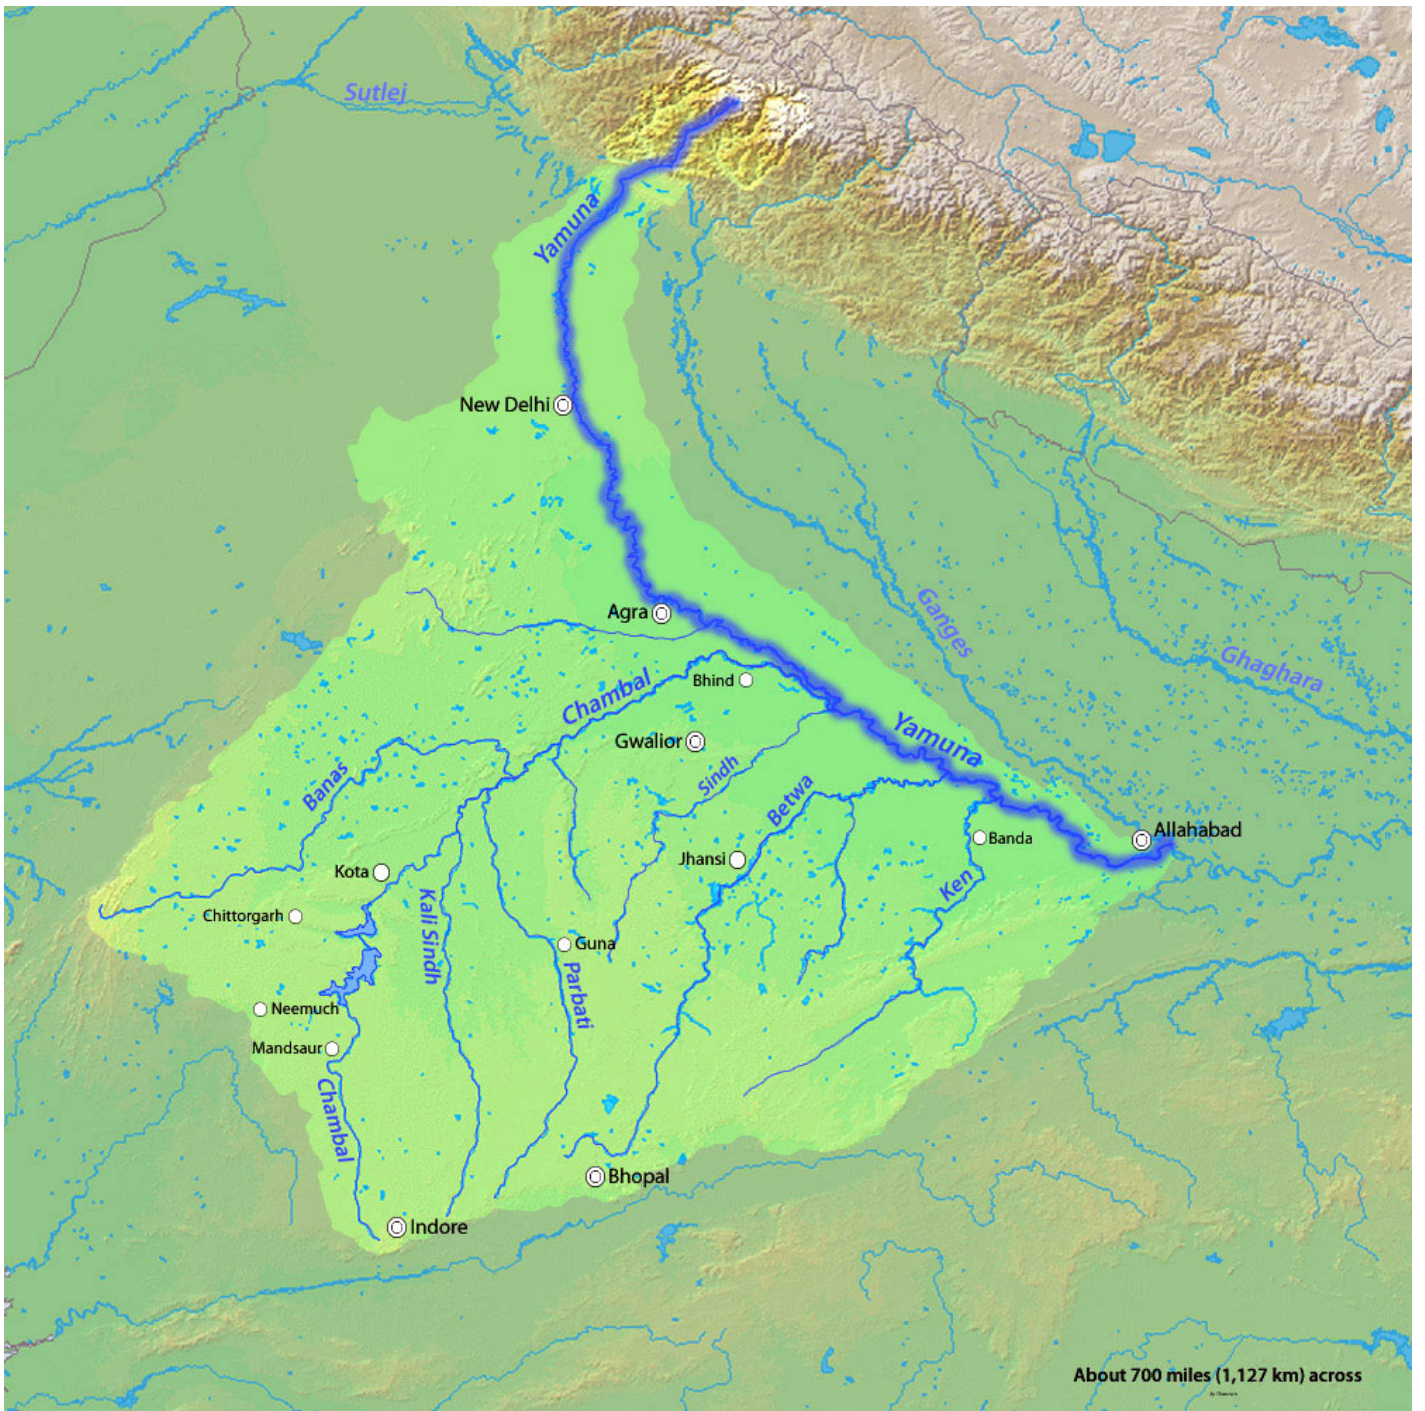 Sutlej
Yamuna
New Delhi
Agra
Ganges
Ghaghara
Chambal
Bhind
Yamuna
Gwalior
Sindh
Banas
Betwa
Allahabad
Banda
Jhansi
Kota
Ken
Chittorgarh
Kali Sindh
Guna
Parbati
Neemuch
Mandsaur
Chambal
Bhopal
Indore
About 700 miles (1,127 km) across